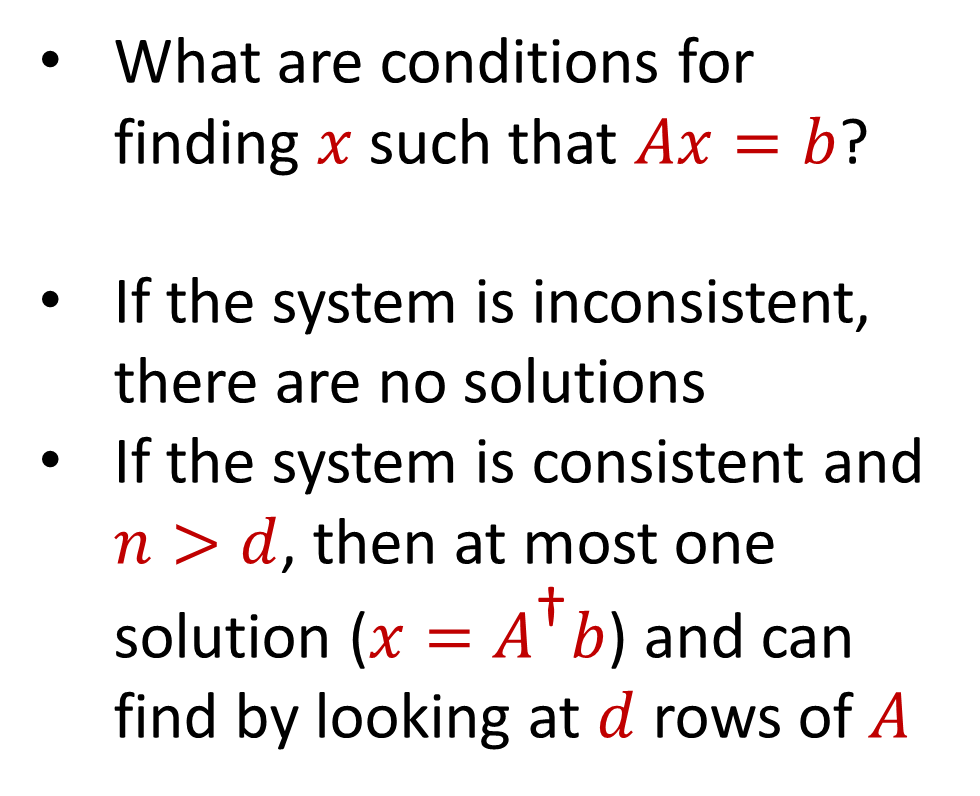 • What are conditions for
finding x such that Ax = b?
• If the system is inconsistent,
there are no solutions
• If the system is consistent and
n > d, then at most one
solution (x = A†b) and can
find by looking at d rows of A